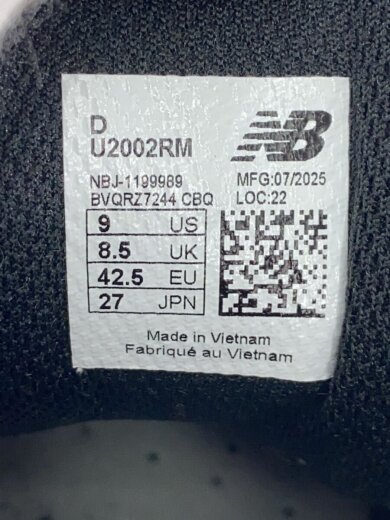 D
U2002RM
NB
NBJ-1199989 MFG:07/2025
BVQRZ7244 CBQ LOC:22
9 US
8.5 UK
42.5 EU
27 JPN
Made in Vietnam
Fabriqué au Vietnam